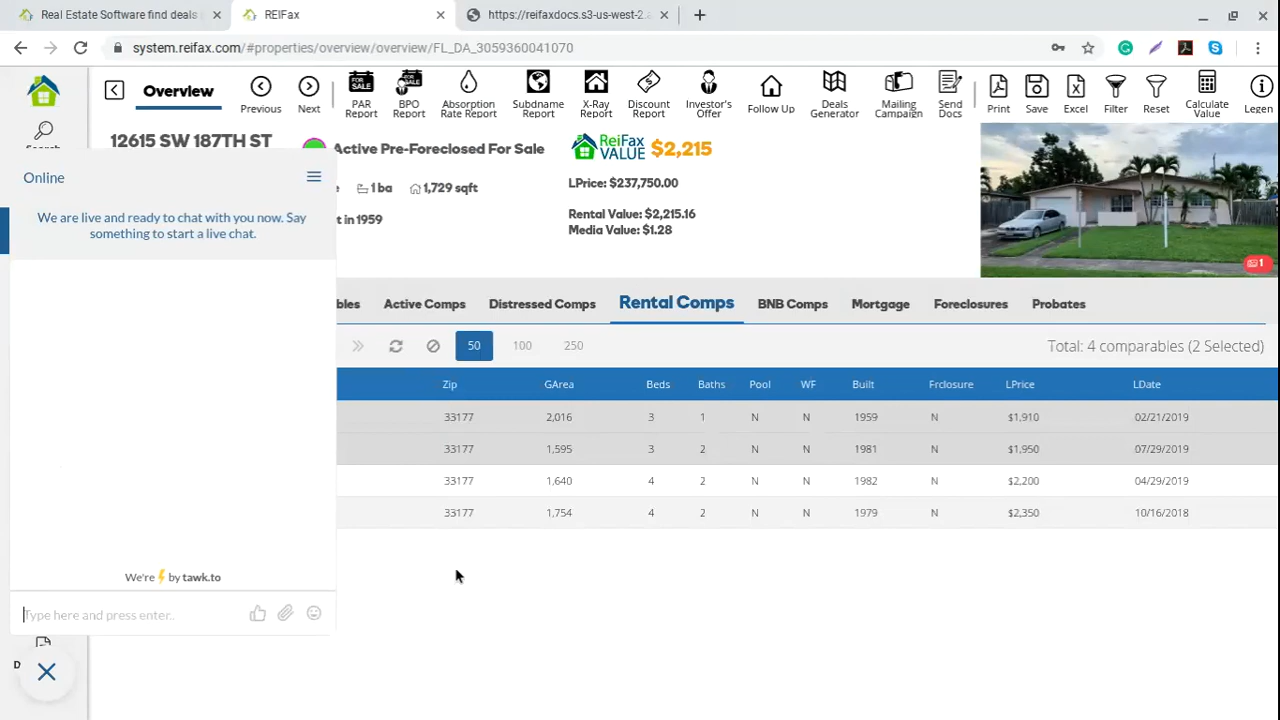 Real Estate Software find deals
REIFax
https://reifaxdocs.s3-us-west-2.a
system.reifax.com/#properties/overview/overview/FL_DA_3059360041070
Overview
Previous
Next
PAR Report
BPO Report
Absorption Rate Report
Subdname Report
X-Ray Report
Discount Report
Investor's Offer
Follow Up
Deals Generator
Mailing Campaign
Send Docs
Print
Save
Excel
Filter
Reset
Calculate Value
Legen
Search
12615 SW 187TH ST
Active Pre-Foreclosed For Sale
ReiFax VALUE $2,215
e 1 ba 1,729 sqft
LPrice: $237,750.00
t in 1959
Rental Value: $2,215.16
Media Value: $1.28
1
Online
We are live and ready to chat with you now. Say
something to start a live chat.
bles Active Comps Distressed Comps Rental Comps BNB Comps Mortgage Foreclosures Probates
50 100 250 Total: 4 comparables (2 Selected)
Zip GArea Beds Baths Pool WF Built Frclosure LPrice LDate
33177 2,016 3 1 N N 1959 N $1,910 02/21/2019
33177 1,595 3 2 N N 1981 N $1,950 07/29/2019
33177 1,640 4 2 N N 1982 N $2,200 04/29/2019
33177 1,754 4 2 N N 1979 N $2,350 10/16/2018
We're by tawk.to
Type here and press enter..
D